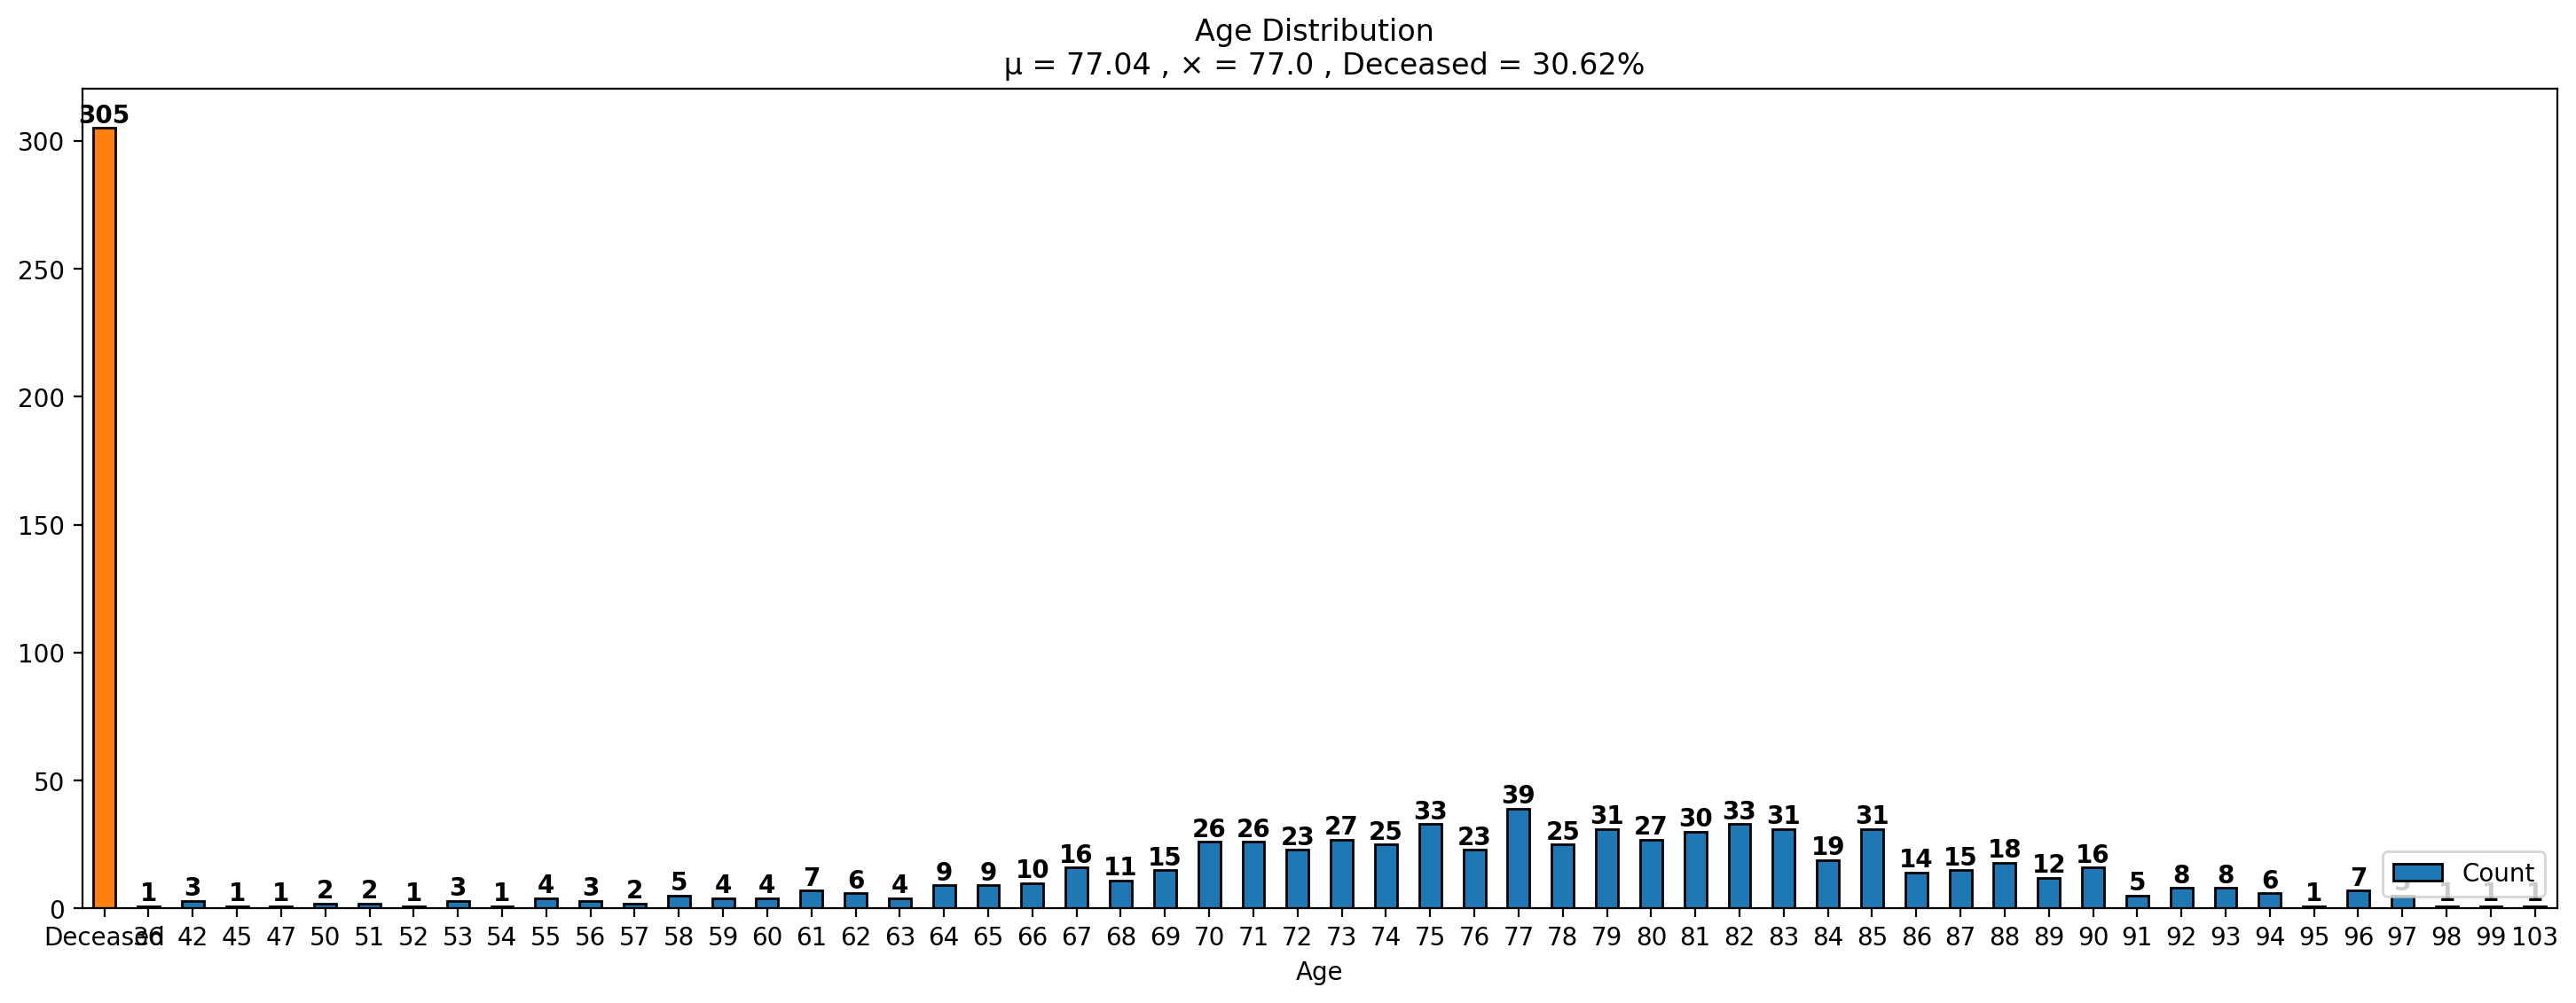 Age Distribution
μ = 77.04 , × = 77.0 , Deceased = 30.62%
305
300
250
200
150
100
50
0
1 3 1 1 2 2 1 3 1 4 3 2 5 4 4 7 6 4 9 9 10 16 11 15 26 26 23 27 25 33 23 39 25 31 27 30 33 31 19 31 14 15 18 12 16 5 8 8 6 1 7 1 1 1
Count
Deceased 36 42 45 47 50 51 52 53 54 55 56 57 58 59 60 61 62 63 64 65 66 67 68 69 70 71 72 73 74 75 76 77 78 79 80 81 82 83 84 85 86 87 88 89 90 91 92 93 94 95 96 97 98 99 103
Age